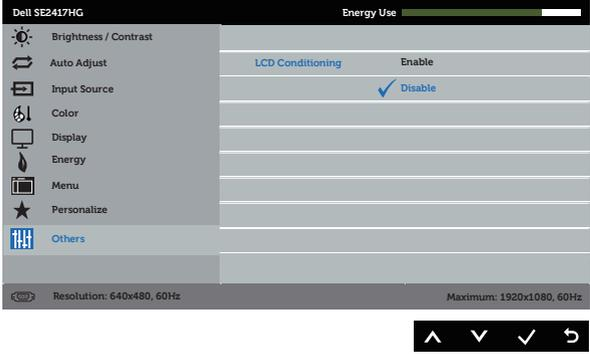 Dell SE2417HG
Energy Use
Brightness / Contrast
Auto Adjust
LCD Conditioning
Enable
Input Source
Disable
Color
Display
Energy
Menu
Personalize
Others
Resolution: 640x480, 60Hz
Maximum: 1920x1080, 60Hz